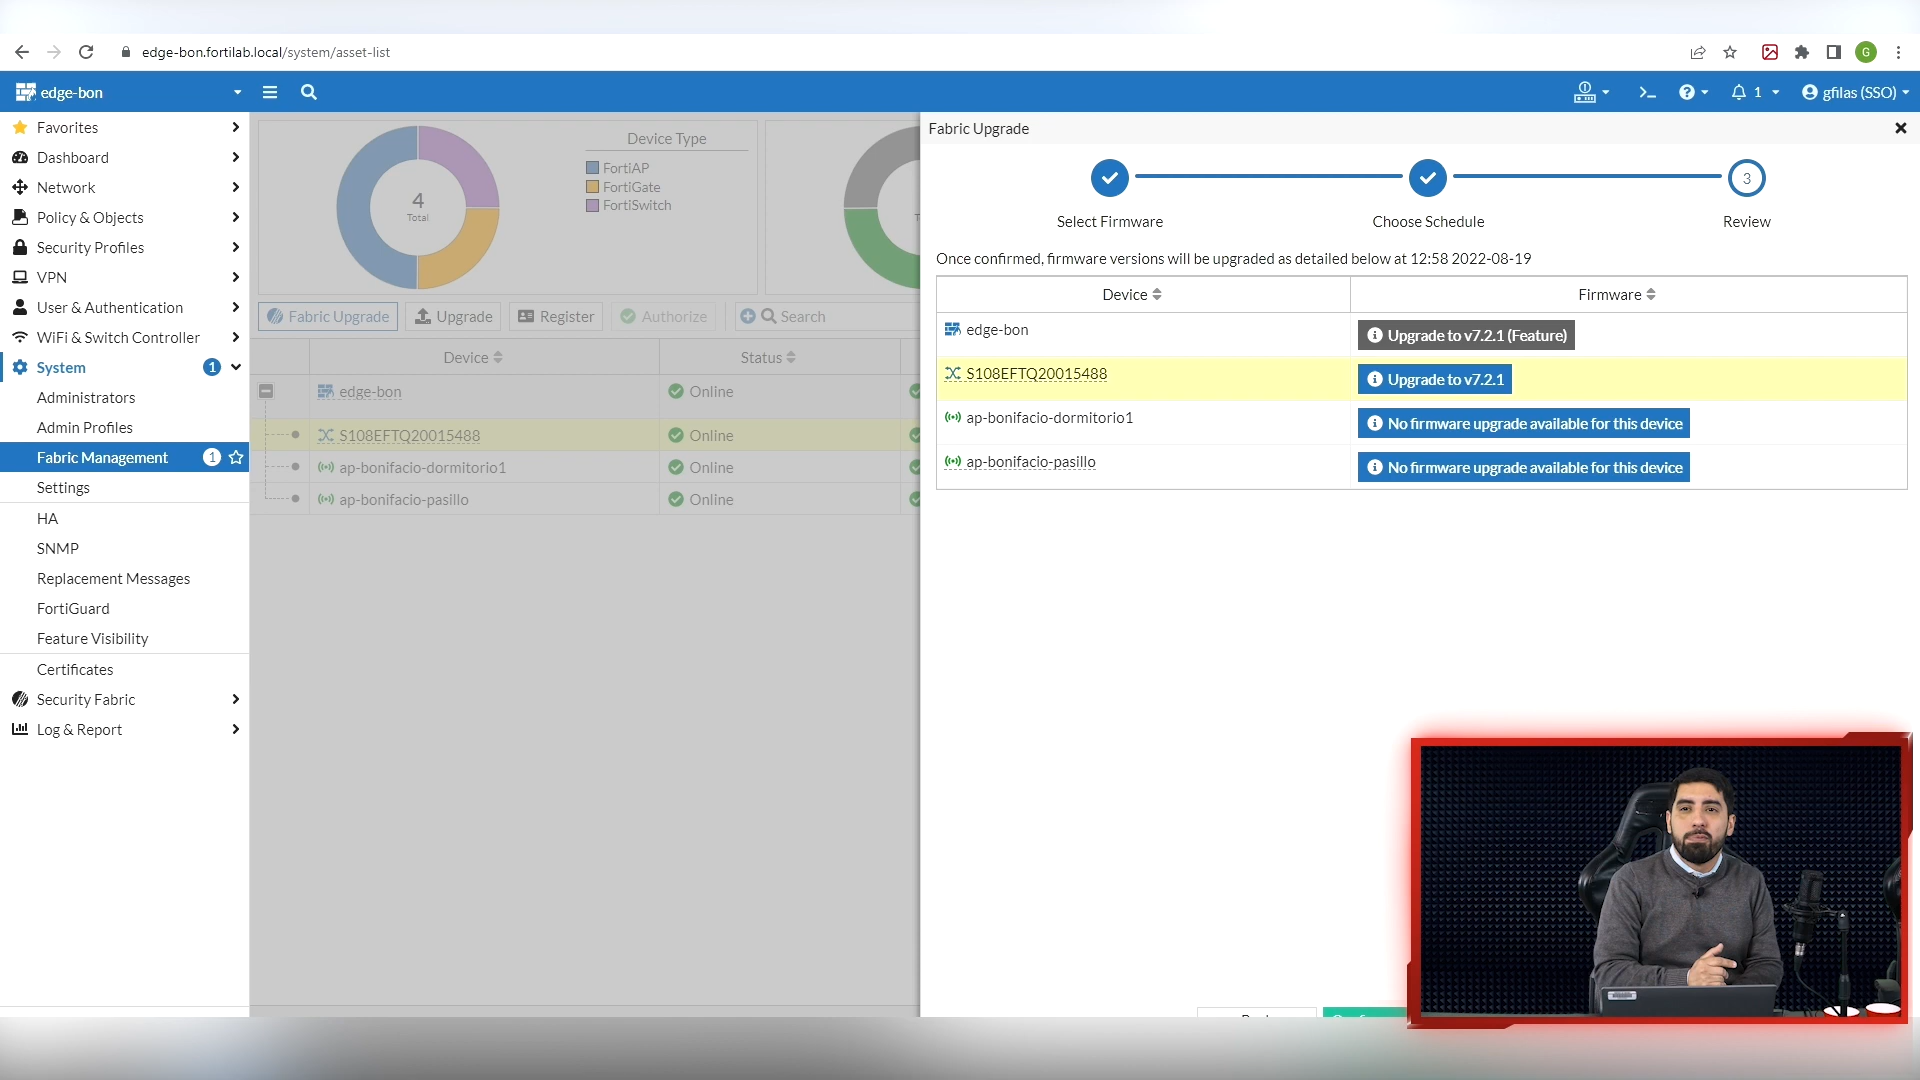 edge-bon.fortilab.local/system/asset-list
G
edge-bon
1
gfilas (SSO)
Favorites
Dashboard
Network
Policy & Objects
Security Profiles
VPN
User & Authentication
WiFi & Switch Controller
System 1
Administrators
Admin Profiles
Fabric Management 1
Settings
HA
SNMP
Replacement Messages
FortiGuard
Feature Visibility
Certificates
Security Fabric
Log & Report
4
Total
Device Type
FortiAP
FortiGate
FortiSwitch
Fabric Upgrade
Upgrade
Register
Authorize
Search
Device
Status
edge-bon
Online
S108EFTQ20015488
Online
ap-bonifacio-dormitorio1
Online
ap-bonifacio-pasillo
Online
Fabric Upgrade
3
Select Firmware
Choose Schedule
Review
Once confirmed, firmware versions will be upgraded as detailed below at 12:58 2022-08-19
Device
Firmware
edge-bon
Upgrade to v7.2.1 (Feature)
S108EFTQ20015488
Upgrade to v7.2.1
ap-bonifacio-dormitorio1
No firmware upgrade available for this device
ap-bonifacio-pasillo
No firmware upgrade available for this device